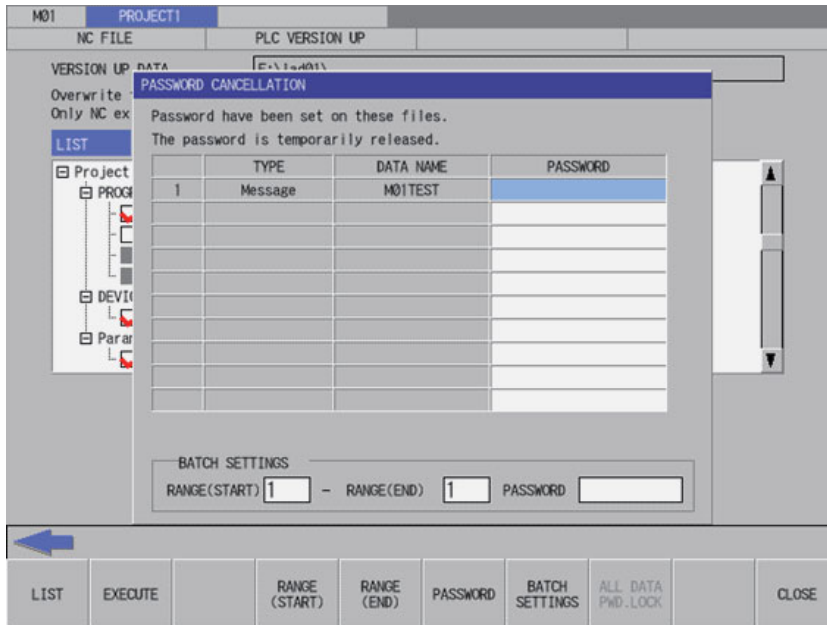 M01 PROJECT1
NC FILE PLC VERSION UP
VERSION UP DATA E:\lad01\
Overwrite
Only NC ex
PASSWORD CANCELLATION
Password have been set on these files.
The password is temporarily released.
LIST
TYPE DATA NAME PASSWORD
1 Message M01TEST
Project
PROGR
DEVIC
Param
BATCH SETTINGS
RANGE(START) 1 - RANGE(END) 1 PASSWORD
LIST EXECUTE RANGE (START) RANGE (END) PASSWORD BATCH SETTINGS ALL DATA PWD.LOCK CLOSE